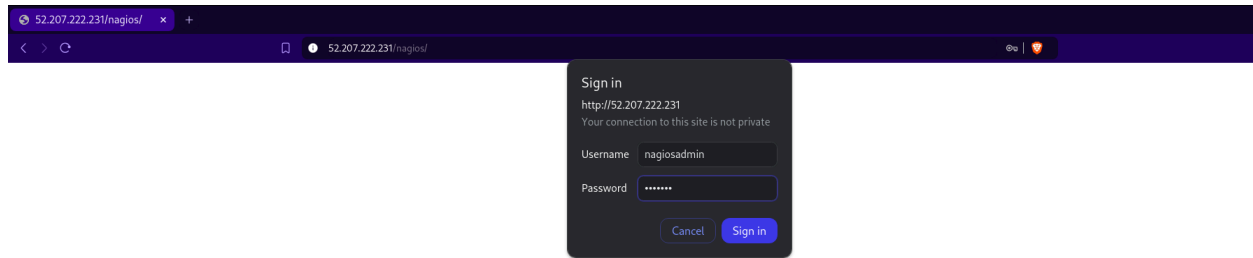 52.207.222.231/nagios/
52.207.222.231/nagios/
Sign in
http://52.207.222.231
Your connection to this site is not private
Username nagiosadmin
Password •••••••
Cancel Sign in